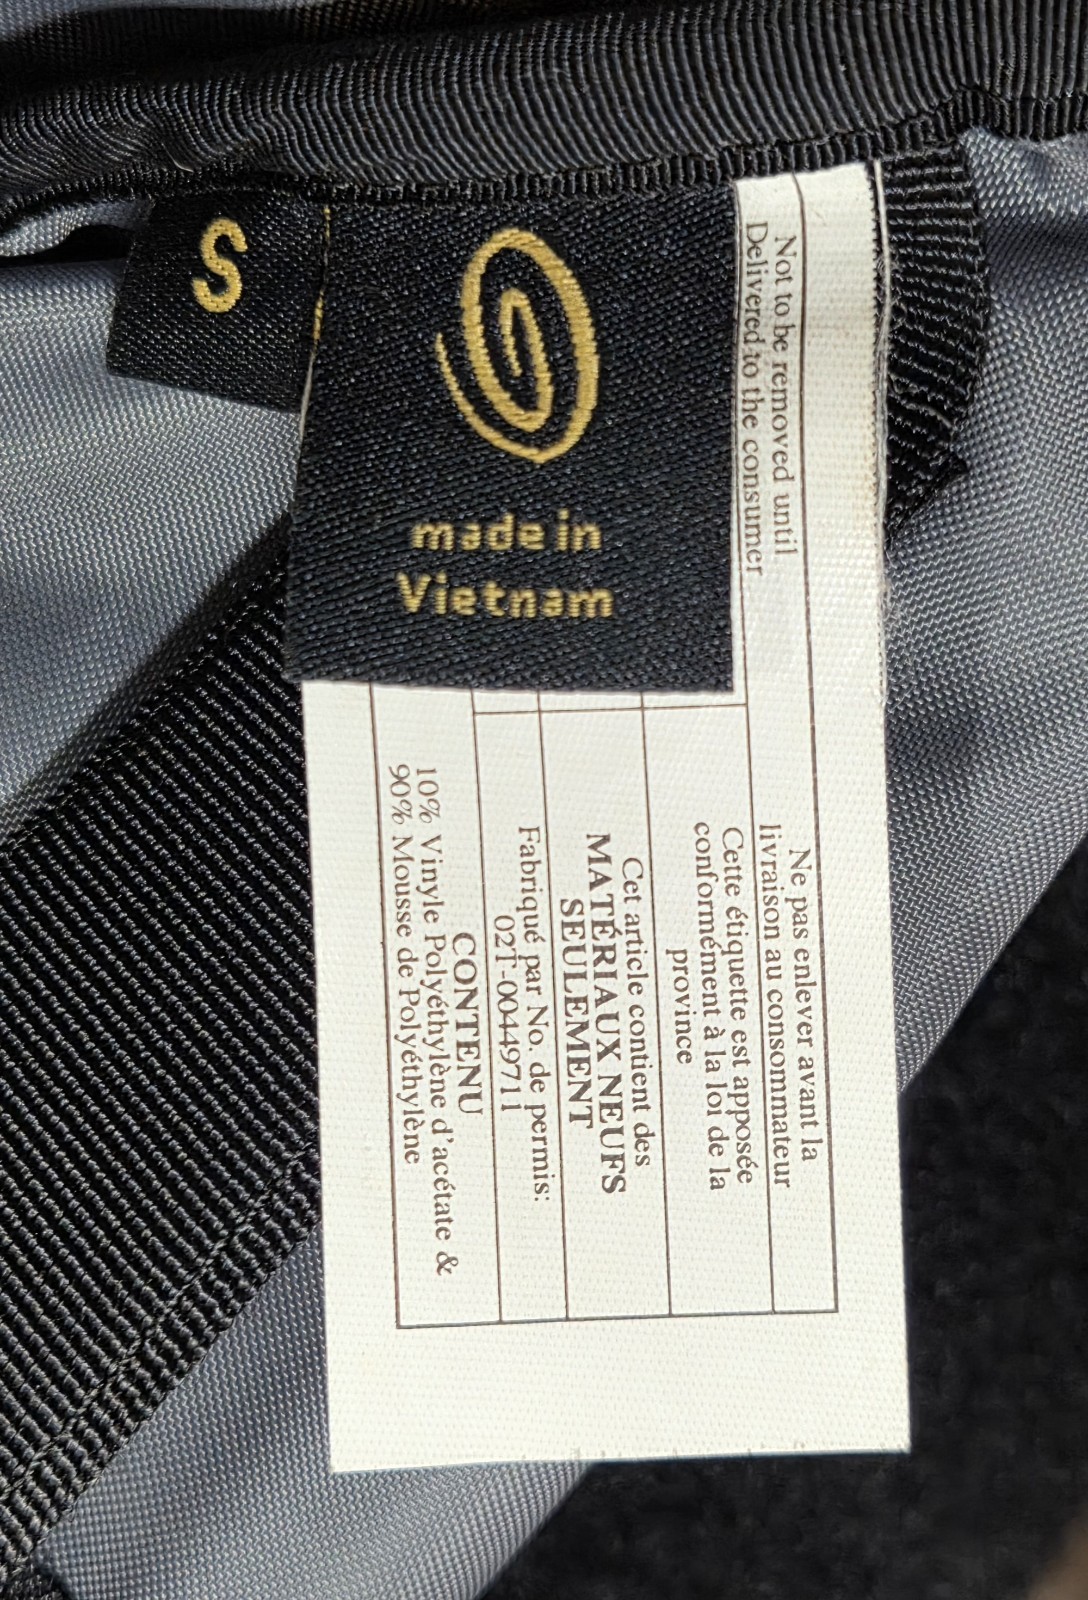 S
made in
Vietnam
Not to be removed until
Delivered to the consumer
Ne pas enlever avant la
livraison au consommateur
Cette étiquette est apposée
conformément à la loi de la
province
Cet article contient des
MATÉRIAUX NEUFS
SEULEMENT
Fabriqué par No. de permis:
02T-00449711
CONTENU
10% Vinyle Polyéthylène d'acétate &
90% Mousse de Polyéthylène